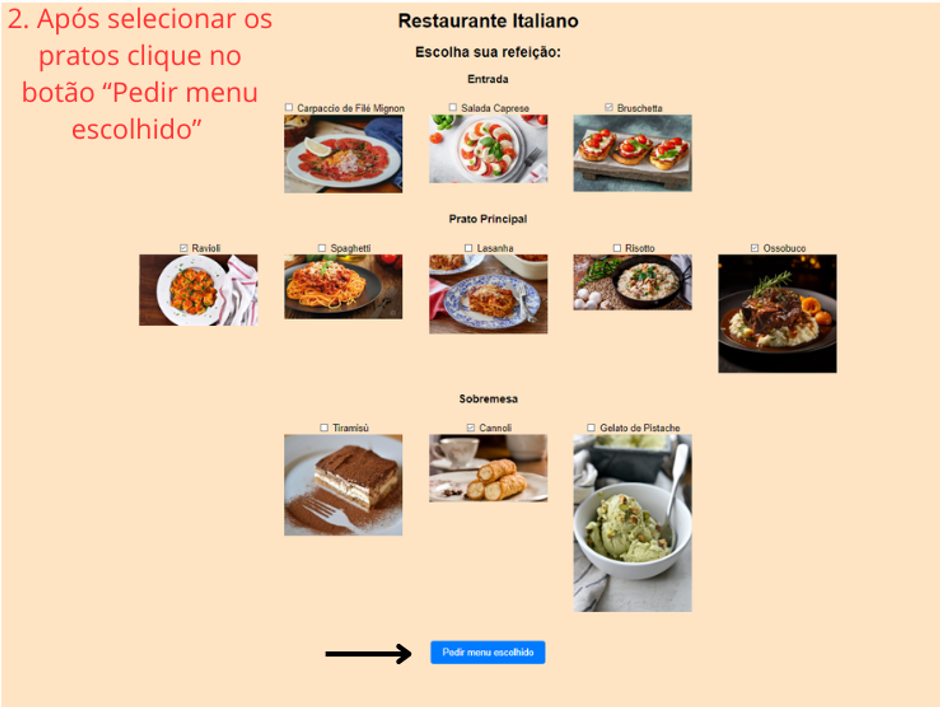 2. Após selecionar os
pratos clique no
botão “Pedir menu
escolhido”
Restaurante Italiano
Escolha sua refeição:
Entrada
Carpaccio de Filé Mignon
Salada Caprese
Bruschetta
Prato Principal
Ravioli
Spaghetti
Lasanha
Risotto
Ossobuco
Sobremesa
Tiramisù
Cannoli
Gelato de Pistache
Pedir menu escolhido